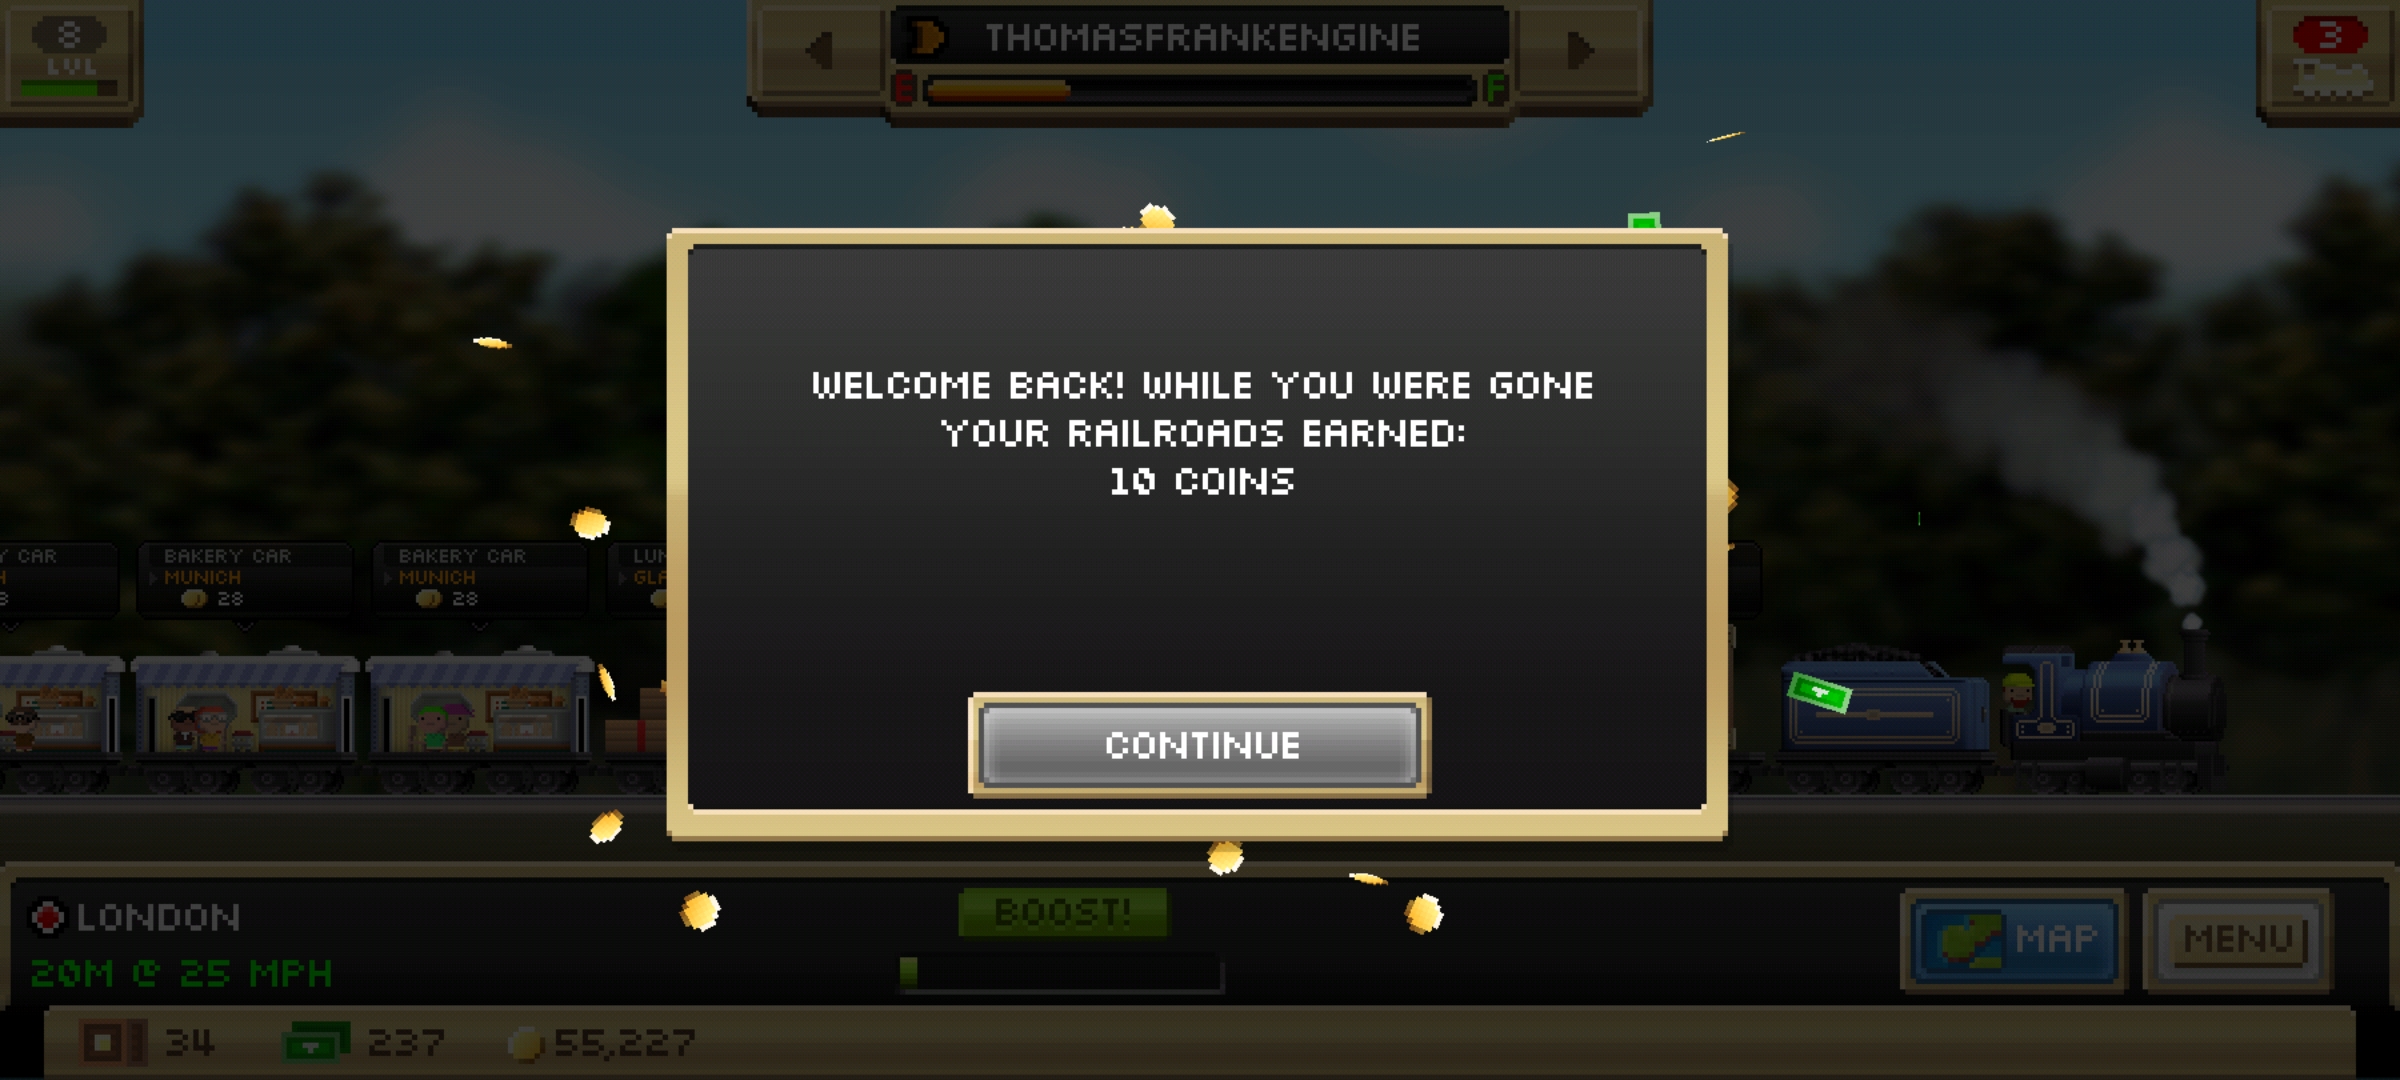 8
LVL
THOMASFRANKENGINE
E
F
3
WELCOME BACK! WHILE YOU WERE GONE
YOUR RAILROADS EARNED:
10 COINS
CONTINUE
CAR
BAKERY CAR
MUNICH
28
BAKERY CAR
MUNICH
28
LONDON
20M @ 25 MPH
BOOST!
MAP
MENU
34
237
55,227